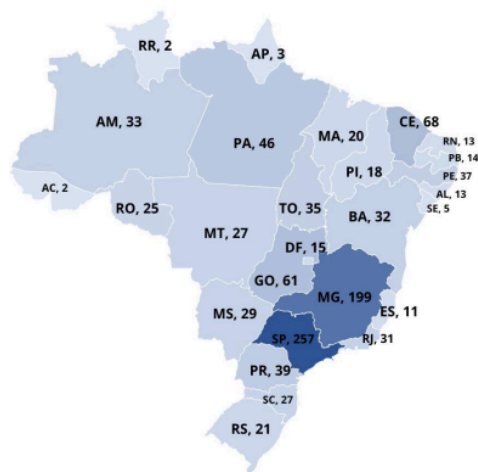 RR, 2
AP, 3
AM, 33
PA, 46
MA, 20
CE, 68
RN, 13
PB, 14
PE, 37
AL, 13
SE, 5
PI, 18
AC, 2
RO, 25
TO, 35
BA, 32
MT, 27
DF, 15
GO, 61
MG, 199
ES, 11
MS, 29
SP, 257
RJ, 31
PR, 39
SC, 27
RS, 21